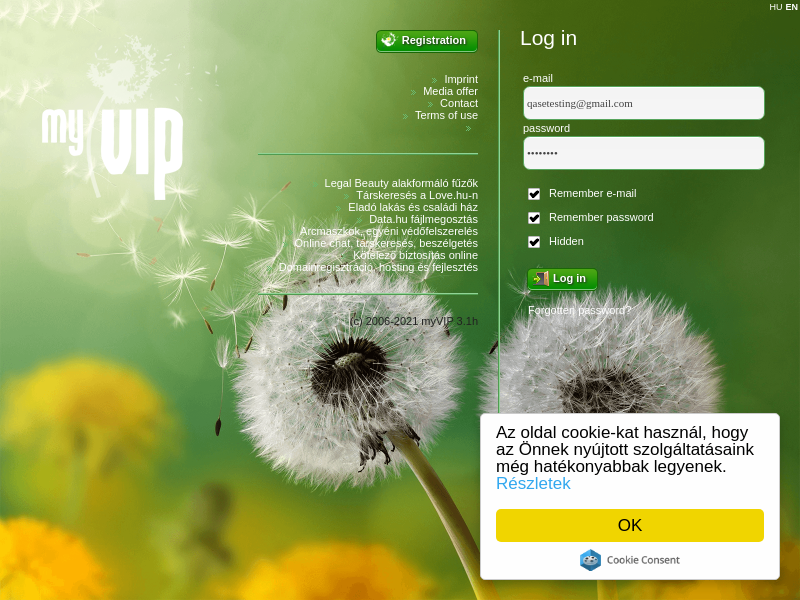 HU EN
my VIP
Registration
Imprint
Media offer
Contact
Terms of use
Legal Beauty alakformáló fűzők
Társkeresés a Love.hu-n
Eladó lakás és családi ház
Data.hu fájlmegosztás
Arcmaszkok, egyéni védőfelszerelés
Online chat, társkeresés, beszélgetés
Kötelező biztosítás online
Domainregisztráció, hosting és fejlesztés
(c) 2006-2021 myVIP 3.1h
Log in
e-mail
qasetesting@gmail.com
password
••••••••
Remember e-mail
Remember password
Hidden
Log in
Forgotten password?
Az oldal cookie-kat használ, hogy
az Önnek nyújtott szolgáltatásaink
még hatékonyabbak legyenek.
Részletek
OK
Cookie Consent